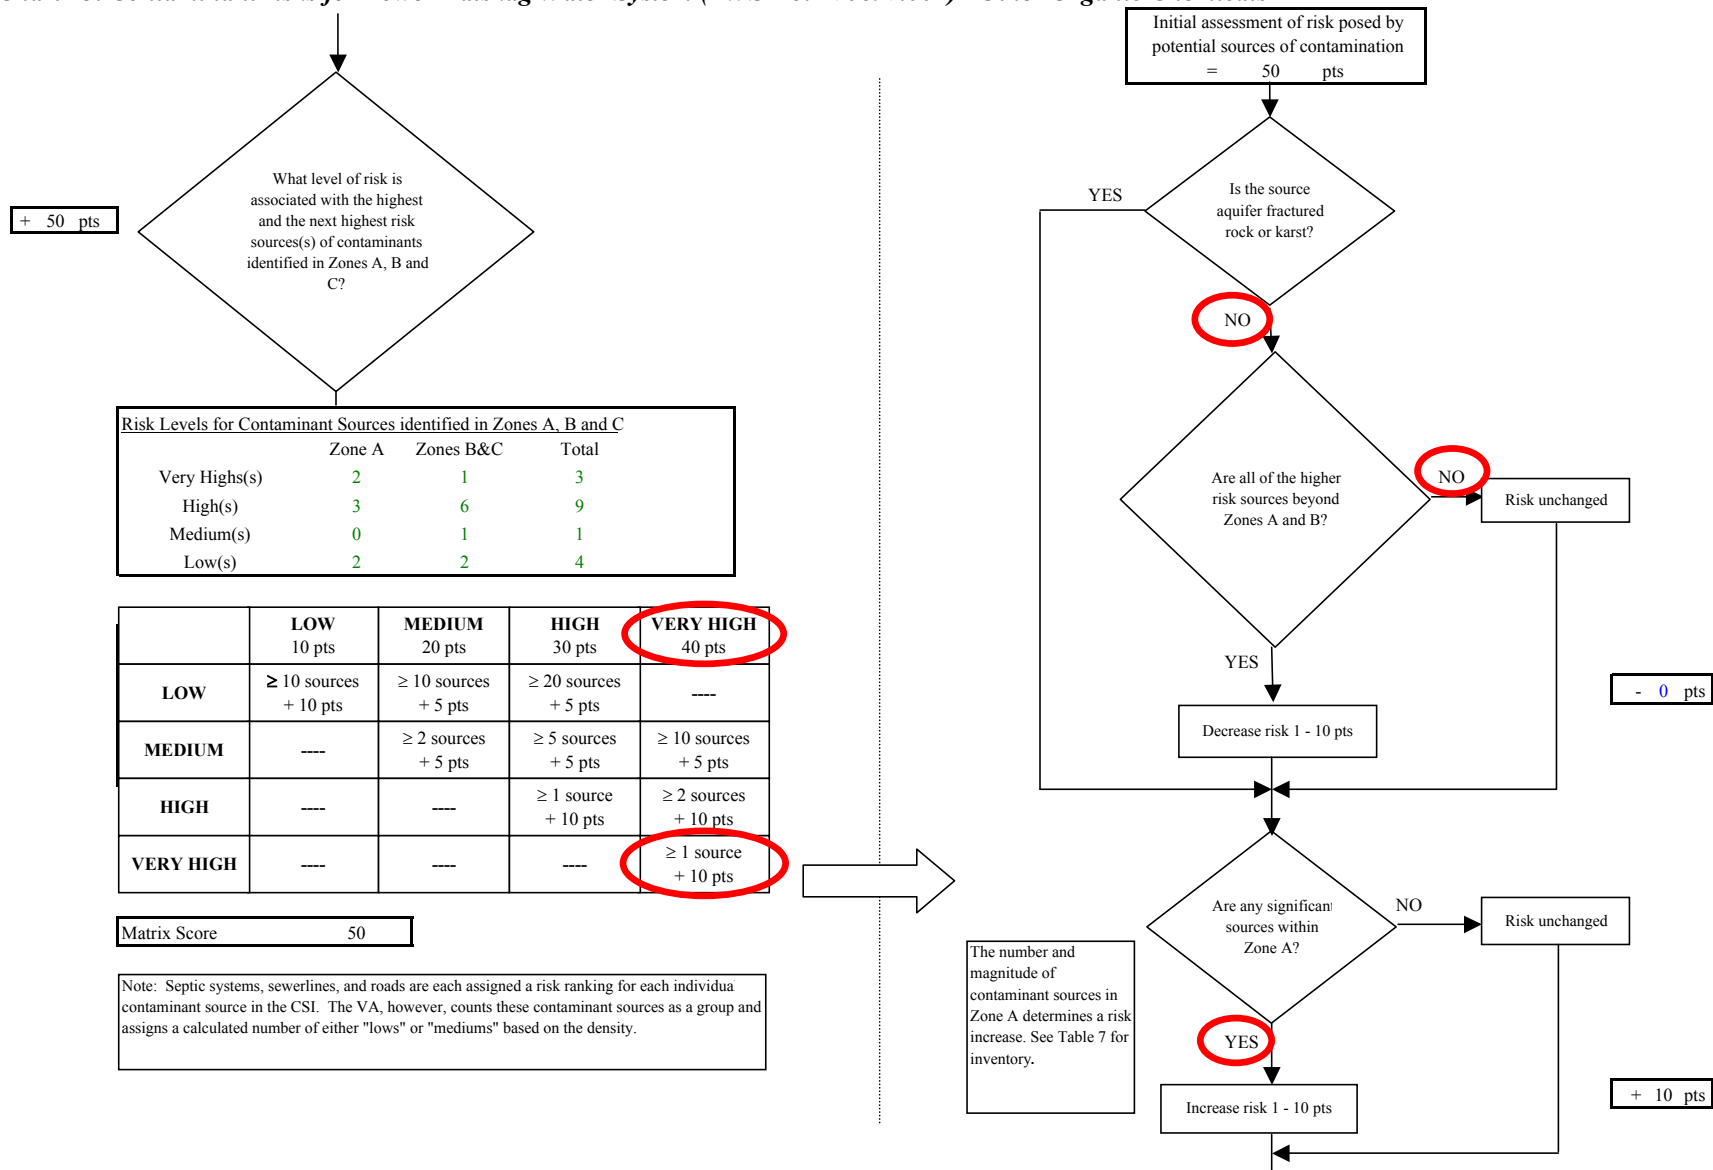 Initial assessment of risk posed by
potential sources of contamination
= 50 pts
What level of risk is
associated with the highest
and the next highest risk
sources(s) of contaminants
identified in Zones A, B and
C?
+ 50 pts
Risk Levels for Contaminant Sources identified in Zones A, B and C
Zone A Zones B&C Total
Very Highs(s) 2 1 3
High(s) 3 6 9
Medium(s) 0 1 1
Low(s) 2 2 4
LOW MEDIUM HIGH VERY HIGH
10 pts 20 pts 30 pts 40 pts
LOW ≥ 10 sources ≥ 10 sources ≥ 20 sources ----
+ 10 pts + 5 pts + 5 pts
MEDIUM ---- ≥ 2 sources ≥ 5 sources ≥ 10 sources
+ 5 pts + 5 pts + 5 pts
HIGH ---- ---- ≥ 1 source ≥ 2 sources
+ 10 pts + 10 pts
VERY HIGH ---- ---- ---- ≥ 1 source
+ 10 pts
Matrix Score 50
Note: Septic systems, sewerlines, and roads are each assigned a risk ranking for each individua
contaminant source in the CSI. The VA, however, counts these contaminant sources as a group and
assigns a calculated number of either "lows" or "mediums" based on the density.
YES
Is the source
aquifer fractured
rock or karst?
NO
Are all of the higher
risk sources beyond
Zones A and B?
NO
Risk unchanged
YES
- 0 pts
Decrease risk 1 - 10 pts
Are any significant
sources within
Zone A?
NO
Risk unchanged
The number and
magnitude of
contaminant sources in
Zone A determines a risk
increase. See Table 7 for
inventory.
YES
+ 10 pts
Increase risk 1 - 10 pts